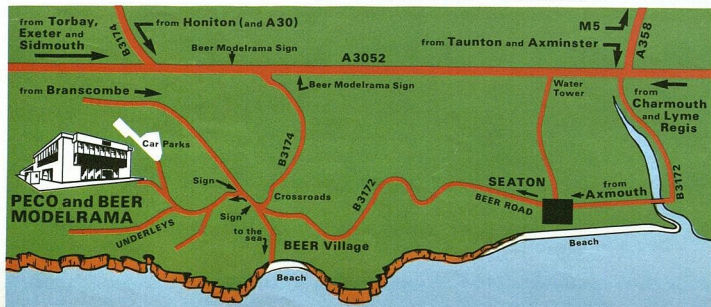 from Torbay,
Exeter and
Sidmouth
B3174
from Honiton (and A30)
Beer Modelrama Sign
A3052
from Taunton and Axminster
M5
A358
Beer Modelrama Sign
Water
Tower
from
Charmouth
and Lyme
Regis
from Branscombe
Car Parks
B3174
PECO and BEER
MODELRAMA
Sign
Crossroads
B3172
SEATON
from
Axmouth
B3172
BEER ROAD
UNDERLEYS
Sign
to the
sea
BEER Village
Beach
Beach